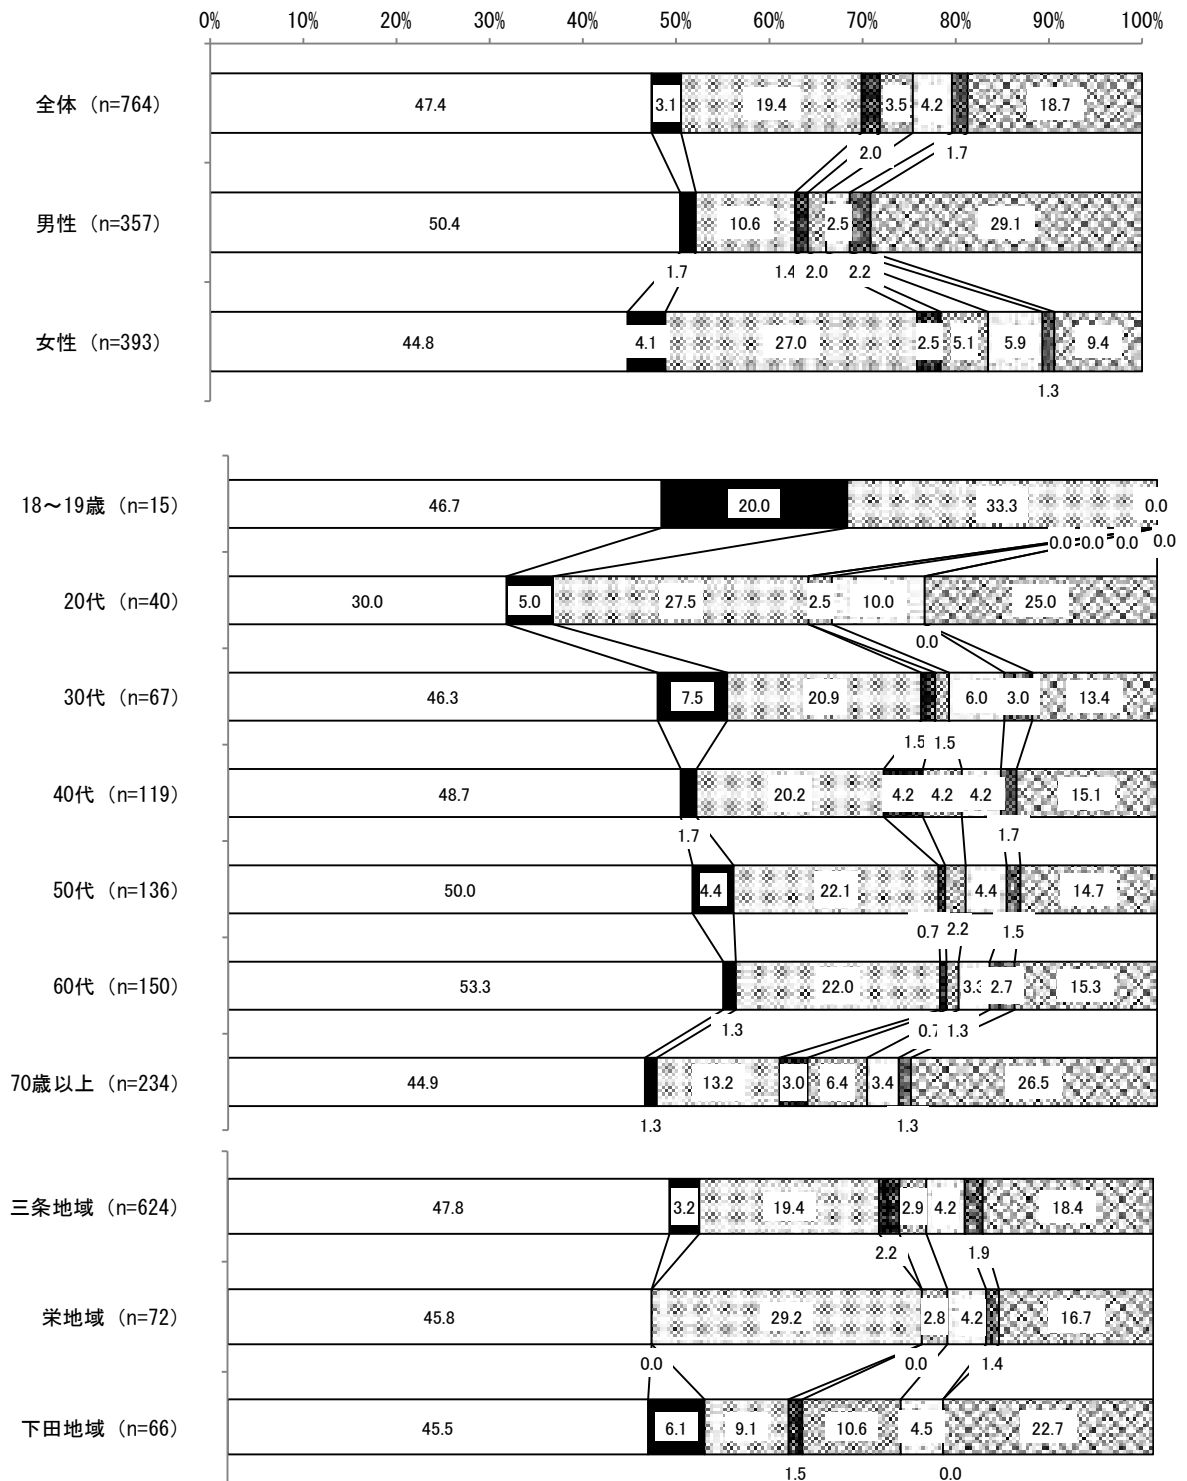 0% 10% 20% 30% 40% 50% 60% 70% 80% 90% 100%
全体 (n=764) 47.4 3.1 19.4 3.5 4.2 18.7
2.0 1.7
男性 (n=357) 50.4 10.6 2.5 29.1
1.7 1.4 2.0 2.2
女性 (n=393) 44.8 4.1 27.0 2.5 5.1 5.9 9.4
1.3
18～19歳 (n=15) 46.7 20.0 33.3 0.0
0.0 0.0 0.0 0.0
20代 (n=40) 30.0 5.0 27.5 2.5 10.0 25.0
0.0
30代 (n=67) 46.3 7.5 20.9 6.0 3.0 13.4
1.5 1.5
40代 (n=119) 48.7 20.2 4.2 4.2 4.2 15.1
1.7 1.7
50代 (n=136) 50.0 4.4 22.1 4.4 14.7
0.7 2.2 1.5
60代 (n=150) 53.3 22.0 3.3 2.7 15.3
1.3 0.7 1.3
70歳以上 (n=234) 44.9 13.2 3.0 6.4 3.4 26.5
1.3 1.3
三条地域 (n=624) 47.8 3.2 19.4 2.9 4.2 18.4
2.2 1.9
栄地域 (n=72) 45.8 29.2 2.8 4.2 16.7
0.0 0.0 1.4
下田地域 (n=66) 45.5 6.1 9.1 10.6 4.5 22.7
1.5 0.0